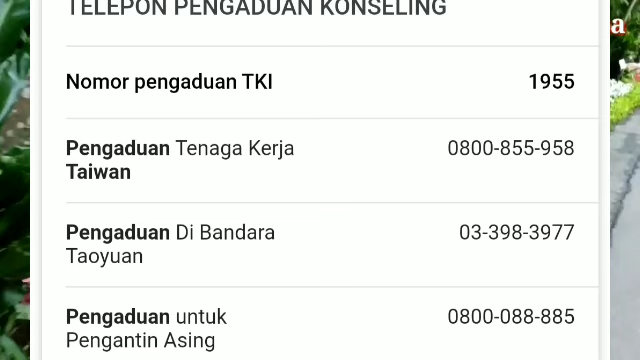 TELEPON PENGADUAN KONSELING
a
Nomor pengaduan TKI 1955
Pengaduan Tenaga Kerja 0800-855-958
Taiwan
Pengaduan Di Bandara 03-398-3977
Taoyuan
Pengaduan untuk 0800-088-885
Pengantin Asing